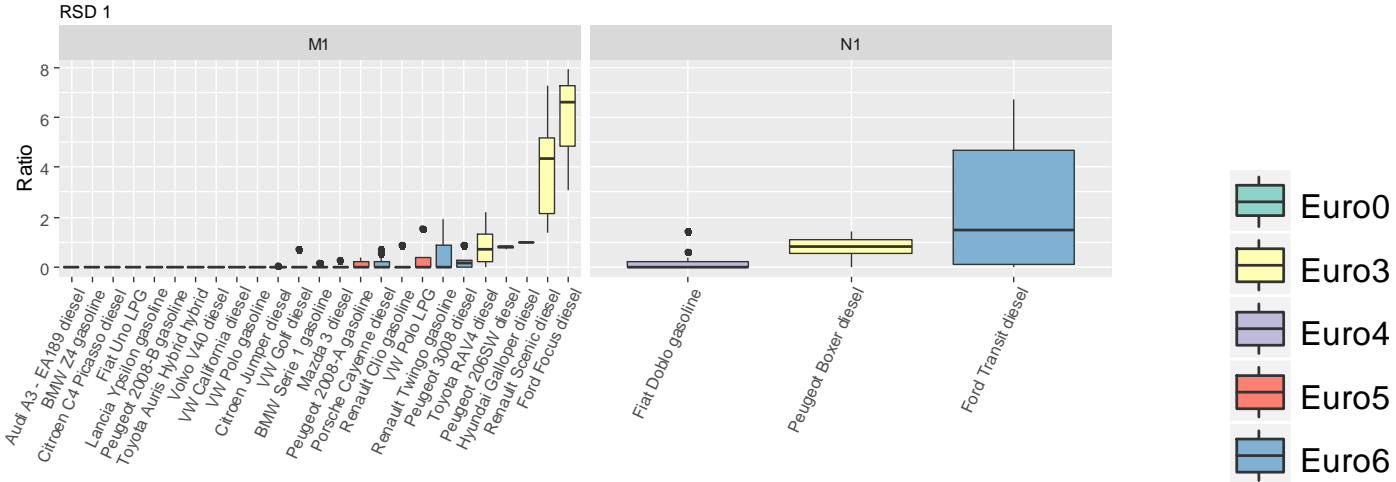 RSD 1
M1
N1
Ratio
8
6
4
2
0
Audi A3 - EA189 diesel
BMW Z4 gasoline
Citroen C4 Picasso diesel
Fiat Uno LPG
Lancia Ypsilon gasoline
Peugeot 2008-B gasoline
Toyota Auris Hybrid hybrid
Volvo V40 diesel
VW California diesel
VW Polo gasoline
Citroen Jumper diesel
VW Golf diesel
BMW Serie 1 gasoline
Mazda 3 diesel
Peugeot 2008-A gasoline
Porsche Cayenne diesel
Renault Clio gasoline
VW Polo LPG
Renault Twingo gasoline
Peugeot 3008 diesel
Toyota RAV4 diesel
Peugeot 206SW diesel
Hyundai Galloper diesel
Renault Scenic diesel
Ford Focus diesel
Fiat Doblo gasoline
Peugeot Boxer diesel
Ford Transit diesel
Euro0
Euro3
Euro4
Euro5
Euro6